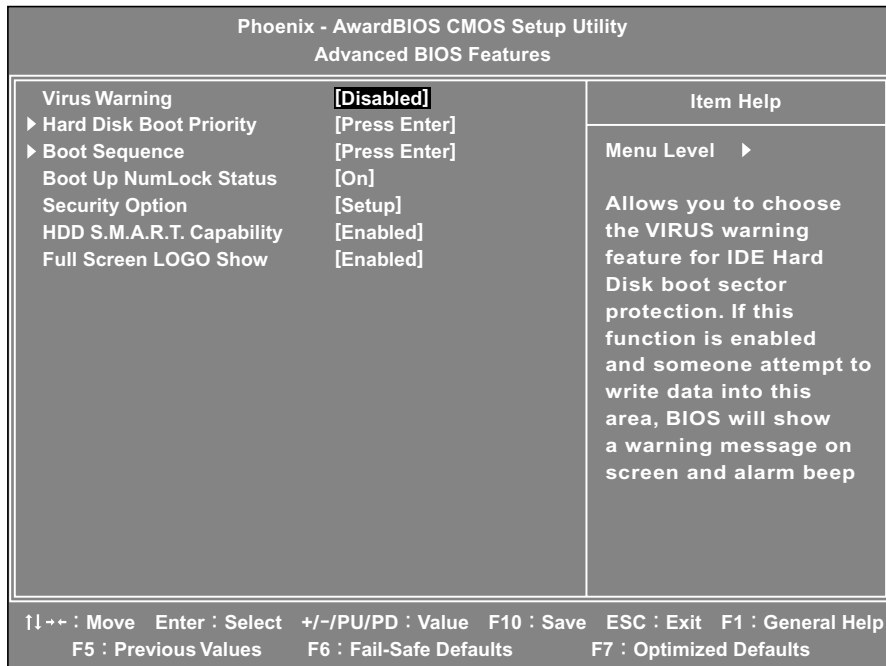 Phoenix - AwardBIOS CMOS Setup Utility
Advanced BIOS Features
Virus Warning [Disabled]
Hard Disk Boot Priority [Press Enter]
Boot Sequence [Press Enter]
Boot Up NumLock Status [On]
Security Option [Setup]
HDD S.M.A.R.T. Capability [Enabled]
Full Screen LOGO Show [Enabled]
Item Help
Menu Level
Allows you to choose
the VIRUS warning
feature for IDE Hard
Disk boot sector
protection. If this
function is enabled
and someone attempt to
write data into this
area, BIOS will show
a warning message on
screen and alarm beep
↑↓→←:Move Enter:Select +/-/PU/PD:Value F10:Save ESC:Exit F1:General Help
F5:Previous Values F6:Fail-Safe Defaults F7:Optimized Defaults